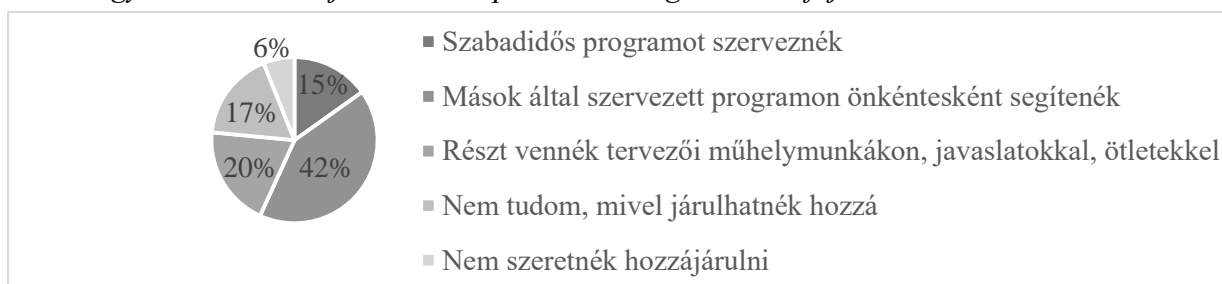 6%
15%
17%
20%
42%
Szabadidős programot szerveznék
Mások által szervezett programon önkéntesként segítenék
Részt vennék tervezői műhelymunkákon, javaslatokkal, ötletekkel
Nem tudom, mivel járulhatnék hozzá
Nem szeretnék hozzájárulni